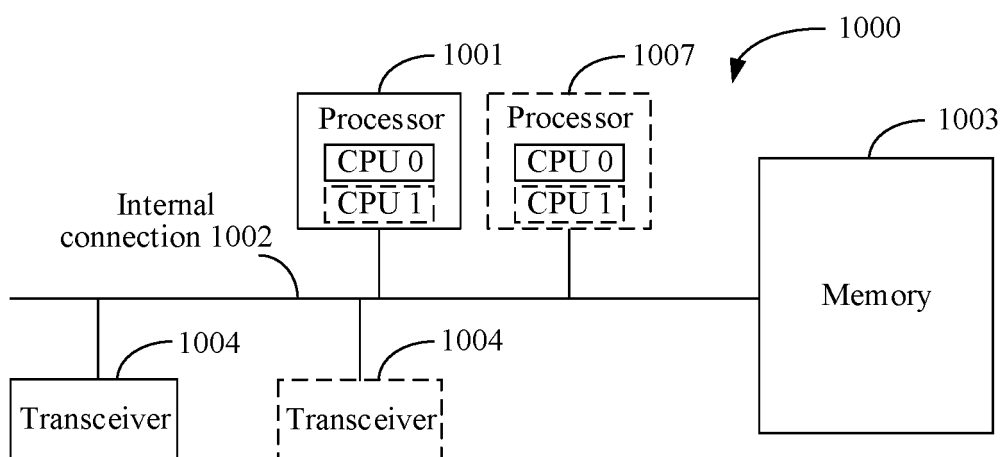 1000
1001
1007
1003
Processor
CPU 0
CPU 1
Processor
CPU 0
CPU 1
Internal
connection 1002
Memory
1004
1004
Transceiver
Transceiver